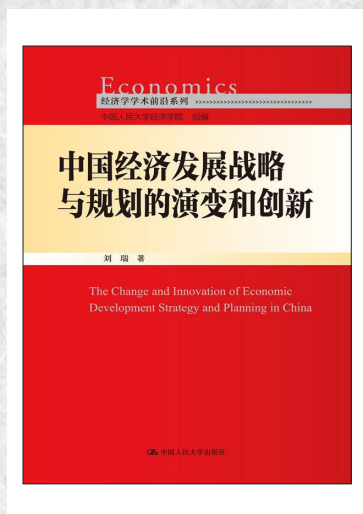 Economics
经济学学术前沿系列 >>>>>>>>>>>>>>>>>>>>>>>>>>>>>>>>>>
中国人民大学经济学院 组编
中国经济发展战略
与规划的演变和创新
刘 瑞 著
The Change and Innovation of Economic
Development Strategy and Planning in China
中国人民大学出版社